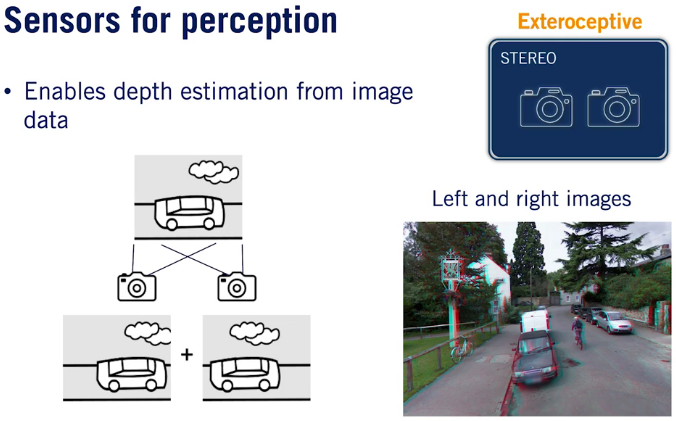 Sensors for perception
Exteroceptive
STEREO
• Enables depth estimation from image
data
Left and right images
+